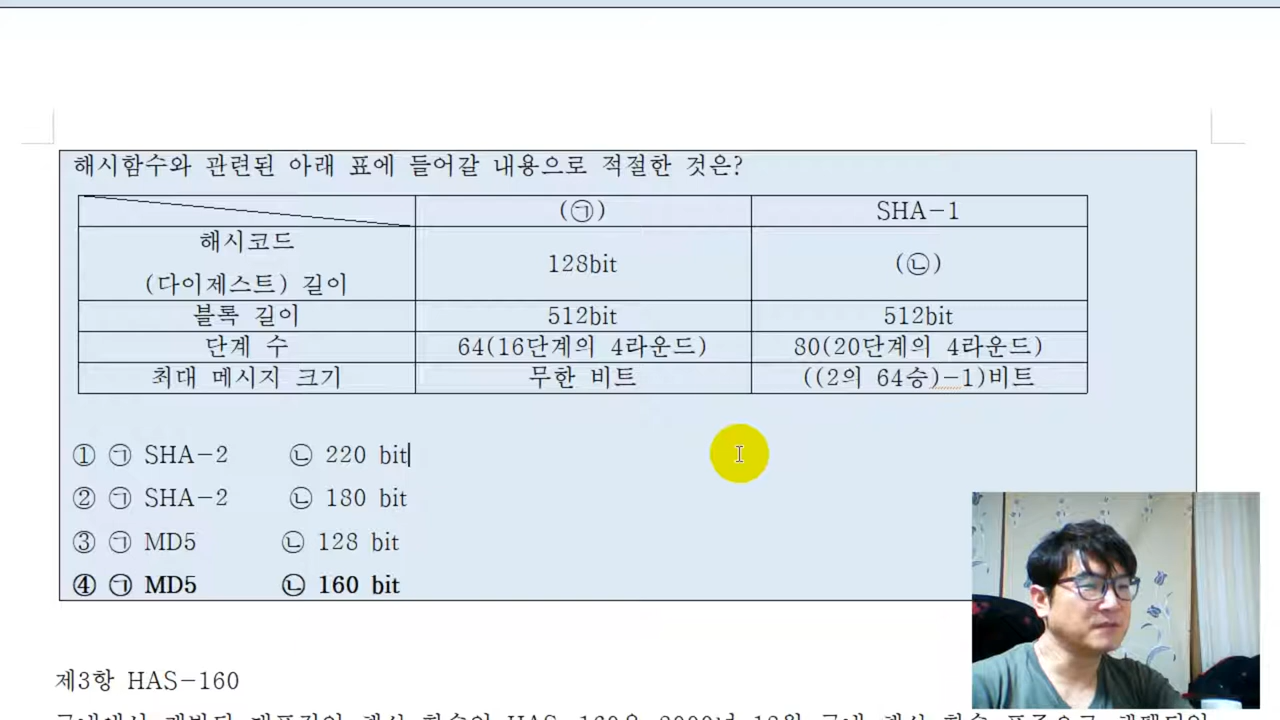 해시함수와 관련된 아래 표에 들어갈 내용으로 적절한 것은?
(㉠) SHA-1
해시코드
(다이제스트) 길이 128bit (㉡)
블록 길이 512bit 512bit
단계 수 64(16단계의 4라운드) 80(20단계의 4라운드)
최대 메시지 크기 무한 비트 ((2의 64승)-1)비트
① ㉠ SHA-2 ㉡ 220 bit
② ㉠ SHA-2 ㉡ 180 bit
③ ㉠ MD5 ㉡ 128 bit
④ ㉠ MD5 ㉡ 160 bit
제3항 HAS-160